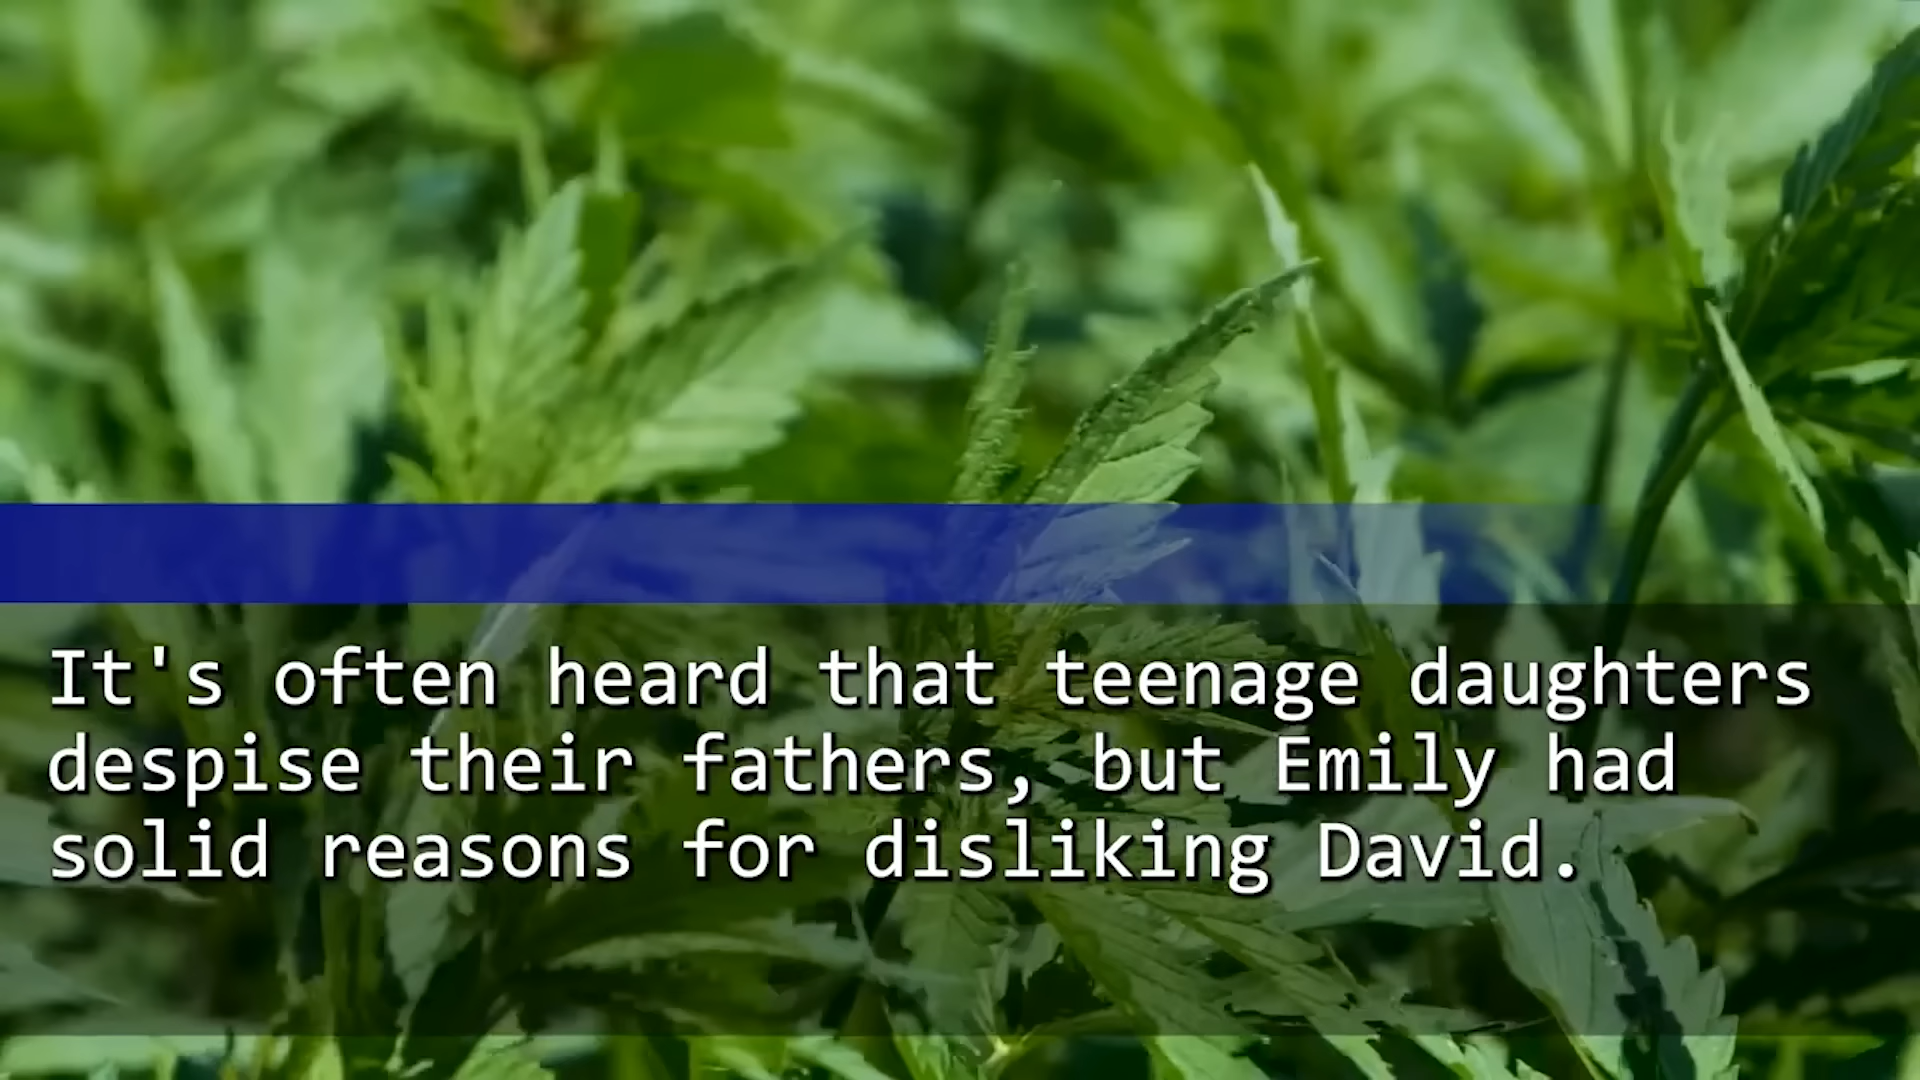 It's often heard that teenage daughters
despise their fathers, but Emily had
solid reasons for disliking David.